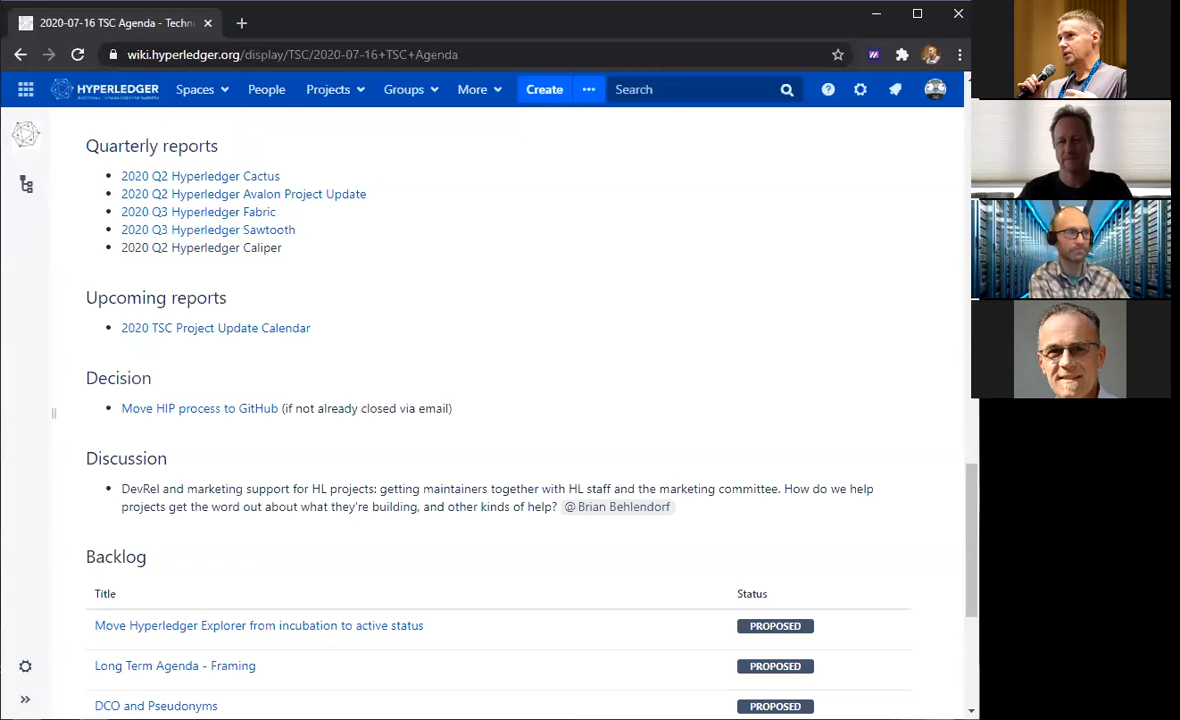 2020-07-16 TSC Agenda - Techn
wiki.hyperledger.org/display/TSC/2020-07-16+TSC+Agenda
HYPERLEDGER
Spaces
People
Projects
Groups
More
Create
Search
Quarterly reports
2020 Q2 Hyperledger Cactus
2020 Q2 Hyperledger Avalon Project Update
2020 Q3 Hyperledger Fabric
2020 Q3 Hyperledger Sawtooth
2020 Q2 Hyperledger Caliper
Upcoming reports
2020 TSC Project Update Calendar
Decision
Move HIP process to GitHub (if not already closed via email)
Discussion
DevRel and marketing support for HL projects: getting maintainers together with HL staff and the marketing committee. How do we help
projects get the word out about what they're building, and other kinds of help? @Brian Behlendorf
Backlog
Title Status
Move Hyperledger Explorer from incubation to active status PROPOSED
Long Term Agenda - Framing PROPOSED
DCO and Pseudonyms PROPOSED